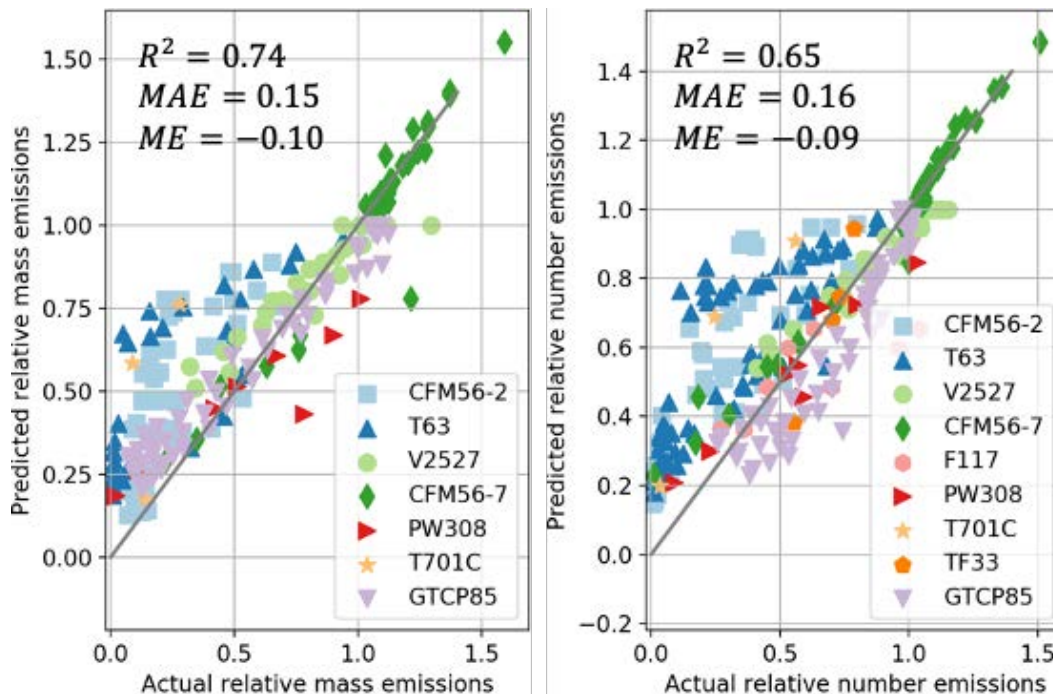 R² = 0.74
MAE = 0.15
ME = −0.10
Predicted relative mass emissions
1.50
1.25
1.00
0.75
0.50
0.25
0.00
CFM56-2
T63
V2527
CFM56-7
PW308
T701C
GTCP85
0.0 0.5 1.0 1.5
Actual relative mass emissions
R² = 0.65
MAE = 0.16
ME = −0.09
Predicted relative number emissions
1.4
1.2
1.0
0.8
0.6
0.4
0.2
0.0
−0.2
CFM56-2
T63
V2527
CFM56-7
F117
PW308
T701C
TF33
GTCP85
0.0 0.5 1.0 1.5
Actual relative number emissions